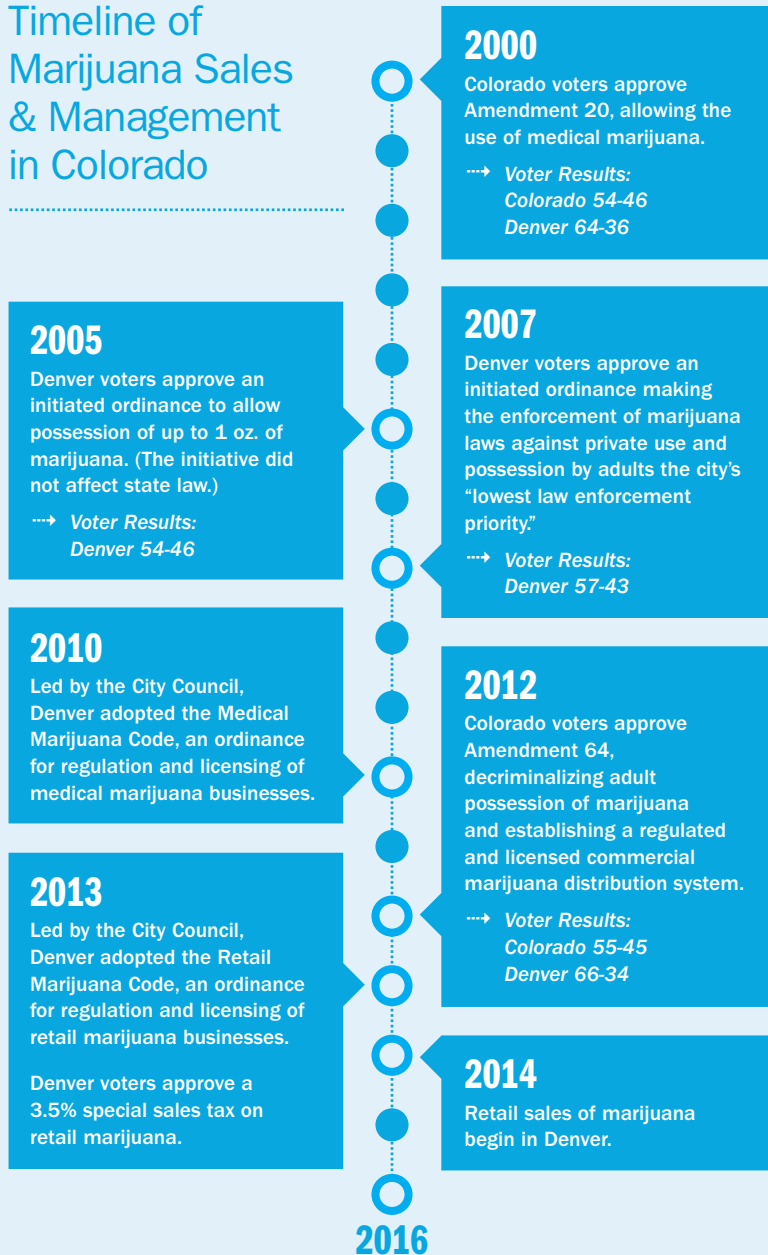 Timeline of
Marijuana Sales
& Management
in Colorado
2000
Colorado voters approve
Amendment 20, allowing the
use of medical marijuana.
Voter Results:
Colorado 54-46
Denver 64-36
2005
Denver voters approve an
initiated ordinance to allow
possession of up to 1 oz. of
marijuana. (The initiative did
not affect state law.)
Voter Results:
Denver 54-46
2007
Denver voters approve an
initiated ordinance making
the enforcement of marijuana
laws against private use and
possession by adults the city’s
“lowest law enforcement
priority.”
Voter Results:
Denver 57-43
2010
Led by the City Council,
Denver adopted the Medical
Marijuana Code, an ordinance
for regulation and licensing of
medical marijuana businesses.
2012
Colorado voters approve
Amendment 64,
decriminalizing adult
possession of marijuana
and establishing a regulated
and licensed commercial
marijuana distribution system.
Voter Results:
Colorado 55-45
Denver 66-34
2013
Led by the City Council,
Denver adopted the Retail
Marijuana Code, an ordinance
for regulation and licensing of
retail marijuana businesses.
Denver voters approve a
3.5% special sales tax on
retail marijuana.
2014
Retail sales of marijuana
begin in Denver.
2016